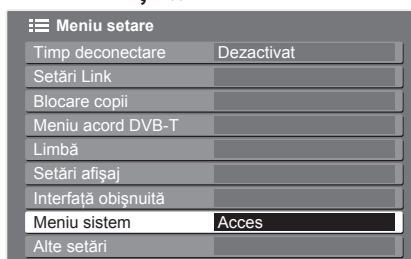 Meniu setare
Timp deconectare Dezactivat
Setări Link
Blocare copii
Meniu acord DVB-T
Limbă
Setări afişaj
Interfaţă obişnuită
Meniu sistem Acces
Alte setări